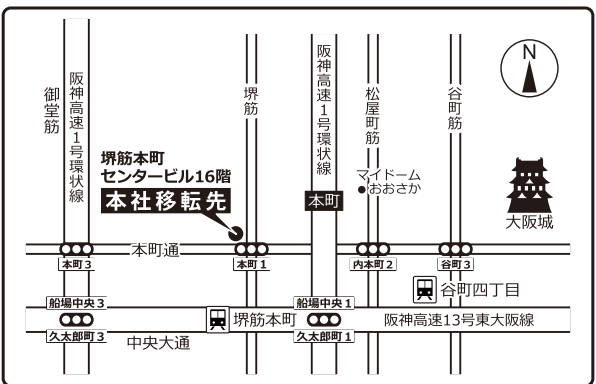 N
御堂筋
阪神高速1号環状線
堺筋
阪神高速1号環状線
松屋町筋
谷町筋
堺筋本町
センタービル16階
本社移転先
マイドーム
おおさか
本町
大阪城
本町通
本町3
本町1
内本町2
谷町3
谷町四丁目
船場中央3
船場中央1
堺筋本町
阪神高速13号東大阪線
久太郎町3
久太郎町1
中央大通